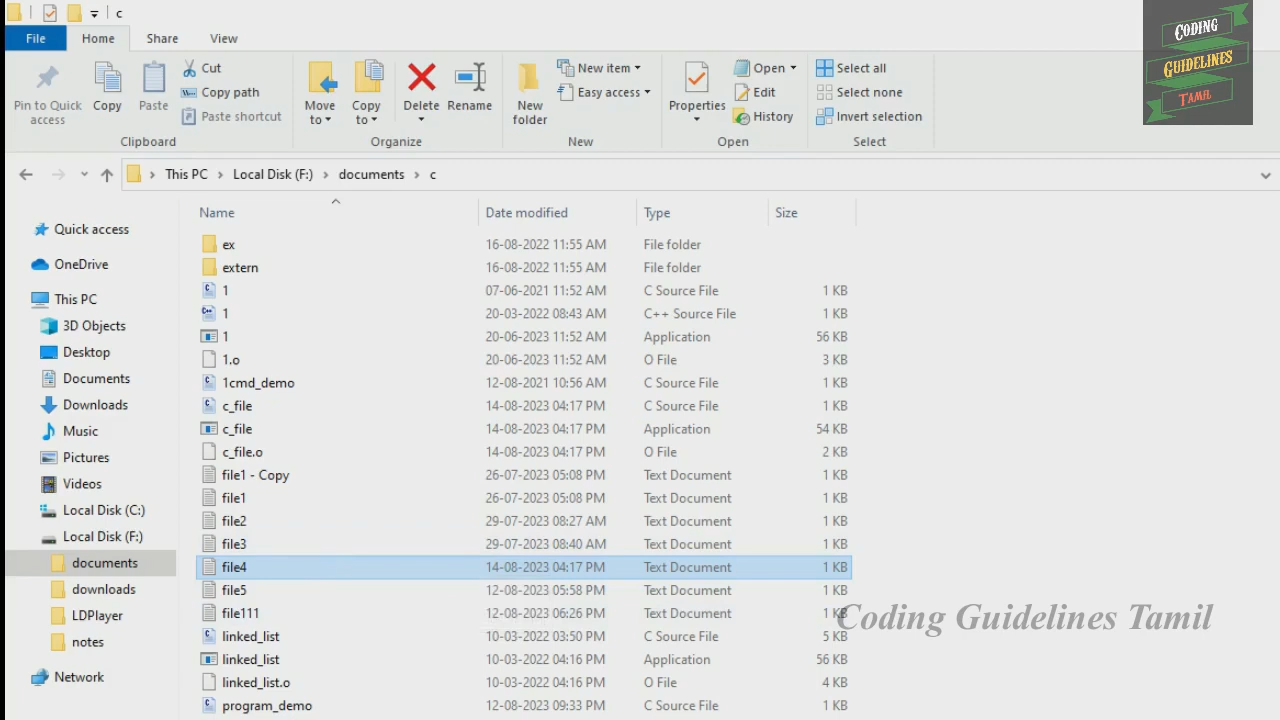 c
File Home Share View
Pin to Quick access
Copy
Paste
Cut
Copy path
Paste shortcut
Clipboard
Move to
Copy to
Delete
Rename
Organize
New folder
New item
Easy access
New
Properties
Open
Edit
History
Open
Select all
Select none
Invert selection
Select
CODING
GUIDELINES
TAMIL
This PC Local Disk (F:) documents c
Quick access
OneDrive
This PC
3D Objects
Desktop
Documents
Downloads
Music
Pictures
Videos
Local Disk (C:)
Local Disk (F:)
documents
downloads
LDPlayer
notes
Network
Name Date modified Type Size
ex 16-08-2022 11:55 AM File folder
extern 16-08-2022 11:55 AM File folder
1 07-06-2021 11:52 AM C Source File 1 KB
1 20-03-2022 08:43 AM C++ Source File 1 KB
1 20-06-2023 11:52 AM Application 56 KB
1.o 20-06-2023 11:52 AM O File 3 KB
1cmd_demo 12-08-2021 10:56 AM C Source File 1 KB
c_file 14-08-2023 04:17 PM C Source File 1 KB
c_file 14-08-2023 04:17 PM Application 54 KB
c_file.o 14-08-2023 04:17 PM O File 2 KB
file1 - Copy 26-07-2023 05:08 PM Text Document 1 KB
file1 26-07-2023 05:08 PM Text Document 1 KB
file2 29-07-2023 08:27 AM Text Document 1 KB
file3 29-07-2023 08:40 AM Text Document 1 KB
file4 14-08-2023 04:17 PM Text Document 1 KB
file5 12-08-2023 05:58 PM Text Document 1 KB
file111 12-08-2023 06:26 PM Text Document 1 KB
linked_list 10-03-2022 03:50 PM C Source File 5 KB
linked_list 10-03-2022 04:16 PM Application 56 KB
linked_list.o 10-03-2022 04:16 PM O File 4 KB
program_demo 12-08-2023 09:33 PM C Source File 1 KB
Coding Guidelines Tamil